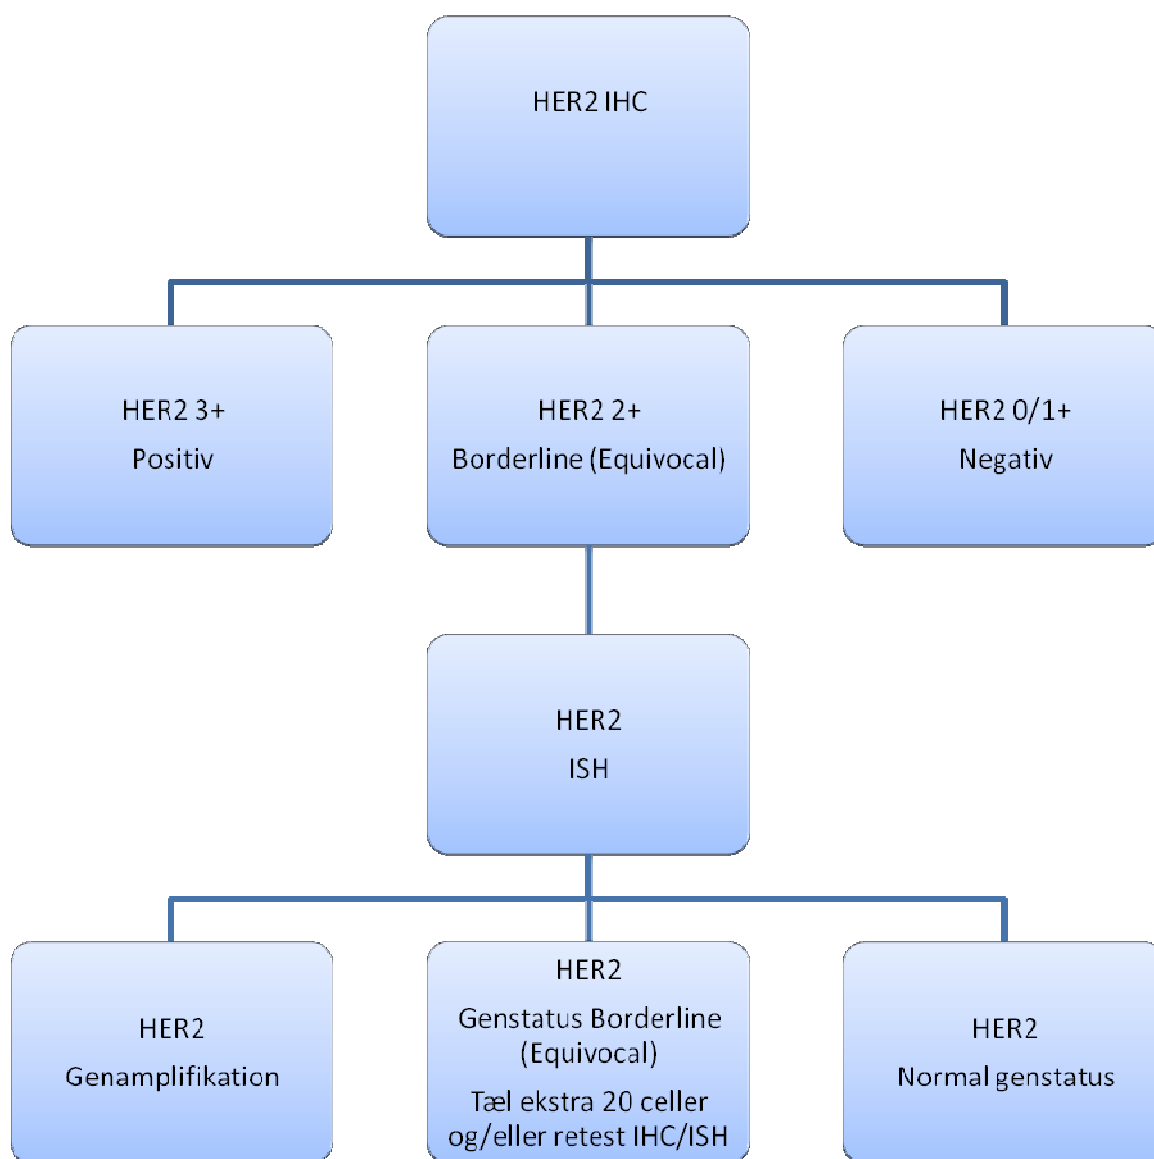 HER2 IHC
HER2 3+
Positiv
HER2 2+
Borderline (Equivocal)
HER2 0/1+
Negativ
HER2
ISH
HER2
Genamplifikation
HER2
Genstatus Borderline
(Equivocal)
Tæl ekstra 20 celler
og/eller retest IHC/ISH
HER2
Normal genstatus